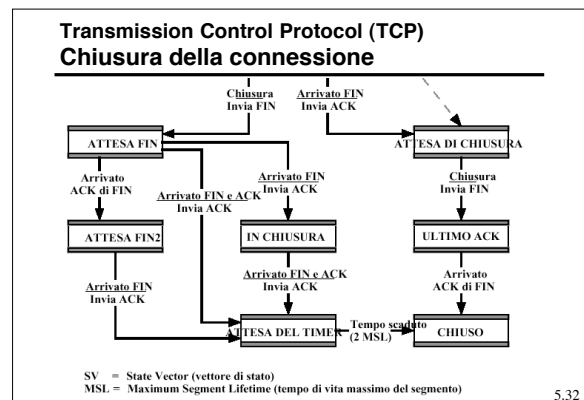 Transmission Control Protocol (TCP)
Chiusura della connessione
Chiusura
Invia FIN
Arrivato FIN
Invia ACK
ATTESA FIN
ATTESA DI CHIUSURA
Arrivato
ACK di FIN
Arrivato FIN e ACK
Invia ACK
Arrivato FIN
Invia ACK
Chiusura
Invia FIN
ATTESA FIN2
IN CHIUSURA
ULTIMO ACK
Arrivato FIN
Invia ACK
Arrivato FIN e ACK
Invia ACK
Arrivato
ACK di FIN
ATTESA DEL TIMER
Tempo scaduto
(2 MSL)
CHIUSO
SV = State Vector (vettore di stato)
MSL = Maximum Segment Lifetime (tempo di vita massimo del segmento)
5.32